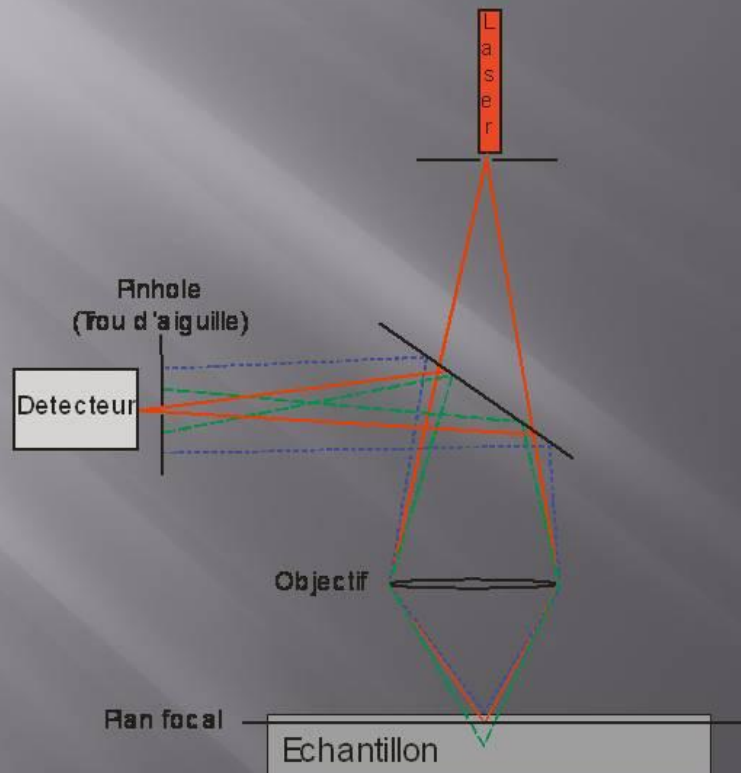 Laser
Pinhole
(Trou d'aiguille)
Detecteur
Objectif
Plan focal
Echantillon